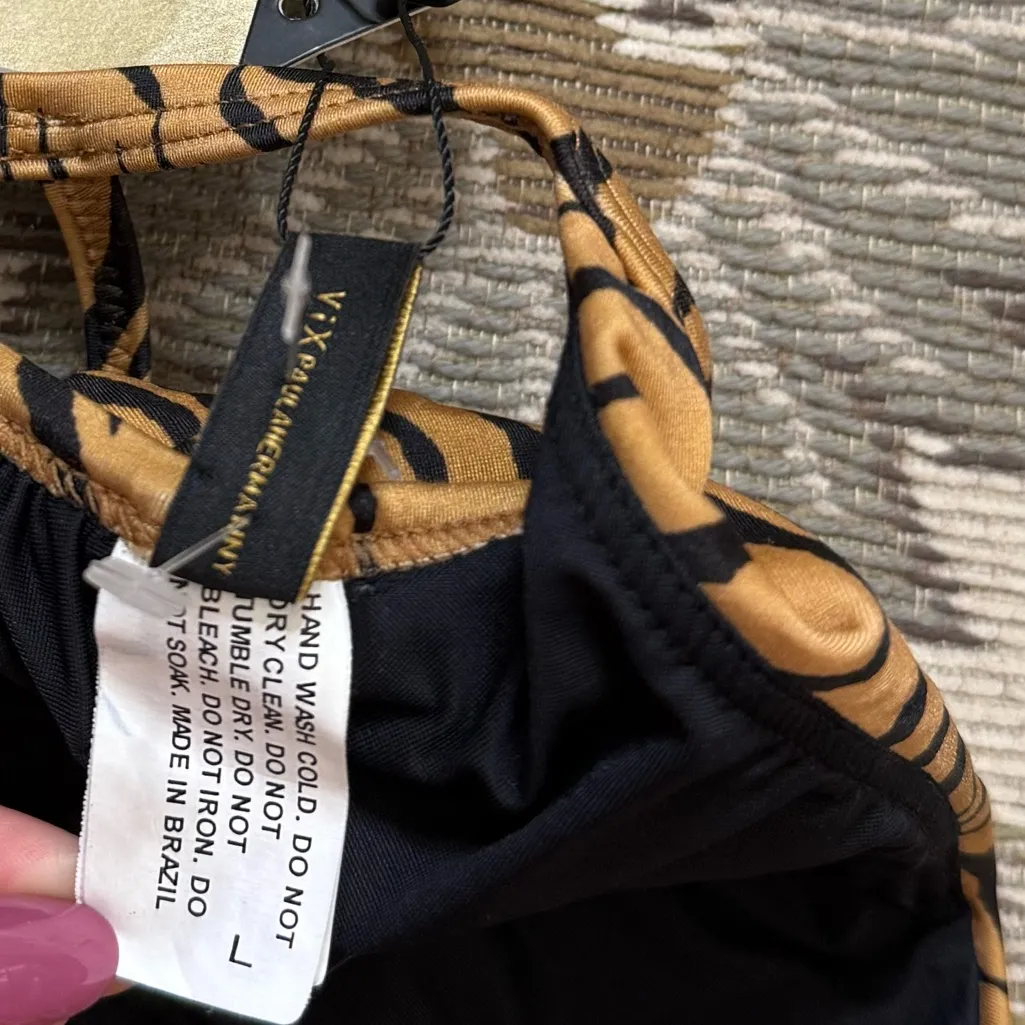 ViX PAULAHERMANNY
HAND WASH COLD. DO NOT
DRY CLEAN. DO NOT
TUMBLE DRY. DO NOT
BLEACH. DO NOT IRON. DO
NOT SOAK. MADE IN BRAZIL
L